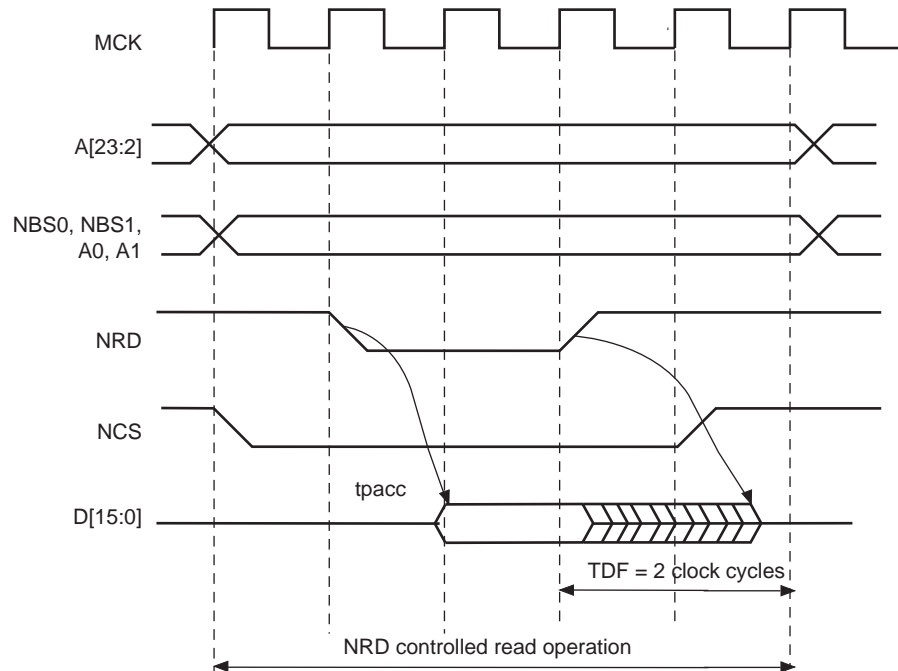 MCK
A[23:2]
NBS0, NBS1,
A0, A1
NRD
NCS
tpacc
D[15:0]
TDF = 2 clock cycles
NRD controlled read operation